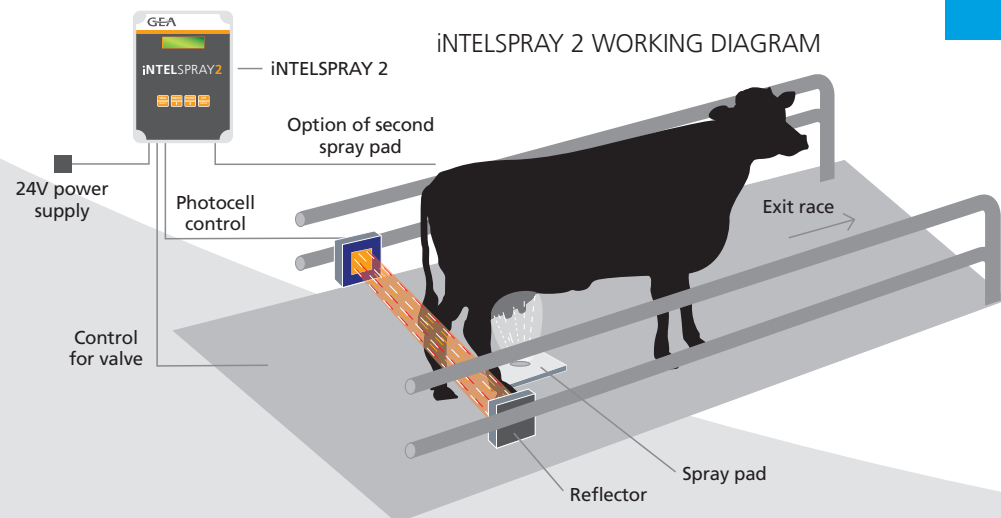 GEA
iNTELSPRAY 2 WORKING DIAGRAM
iNTELSPRAY2
iNTELSPRAY 2
Option of second
spray pad
24V power
supply
Photocell
control
Exit race
Control
for valve
Spray pad
Reflector